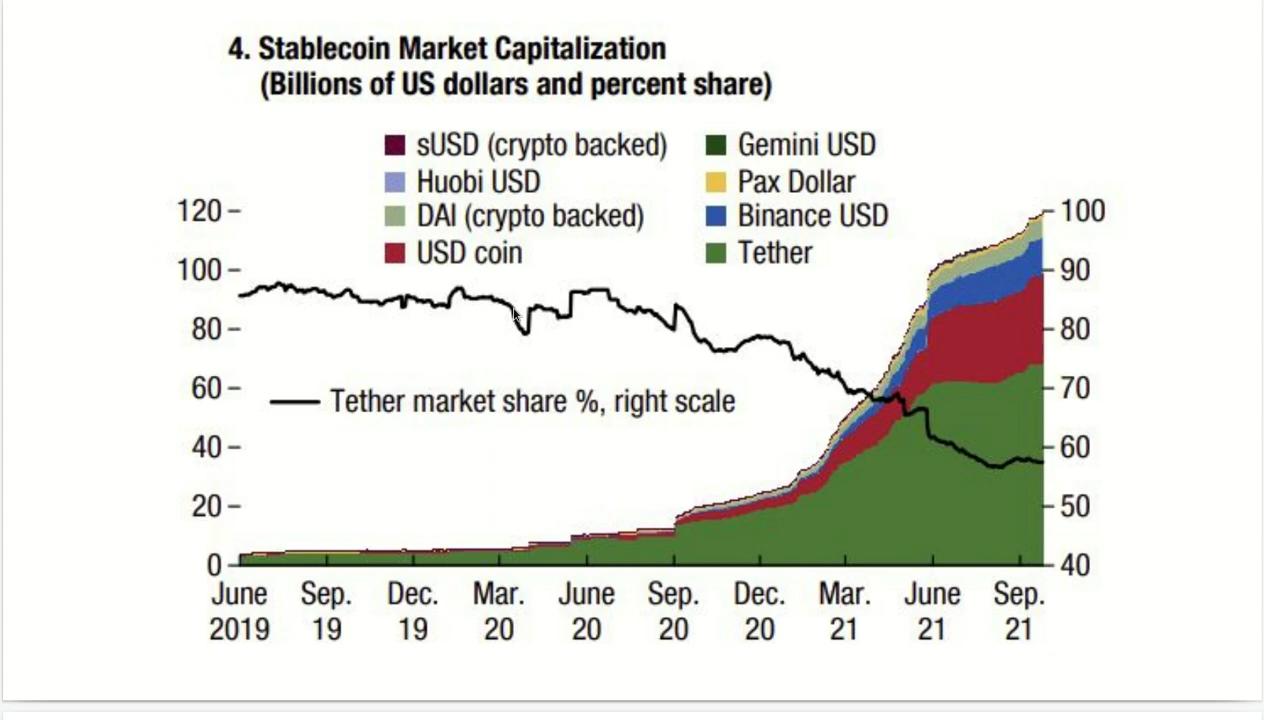 4. Stablecoin Market Capitalization
(Billions of US dollars and percent share)
sUSD (crypto backed) Gemini USD
Huobi USD Pax Dollar
DAI (crypto backed) Binance USD
USD coin Tether
120 100
100 90
80 80
Tether market share %, right scale
60 70
40 60
20 50
0 40
June Sep. Dec. Mar. June Sep. Dec. Mar. June Sep.
2019 19 19 20 20 20 20 21 21 21